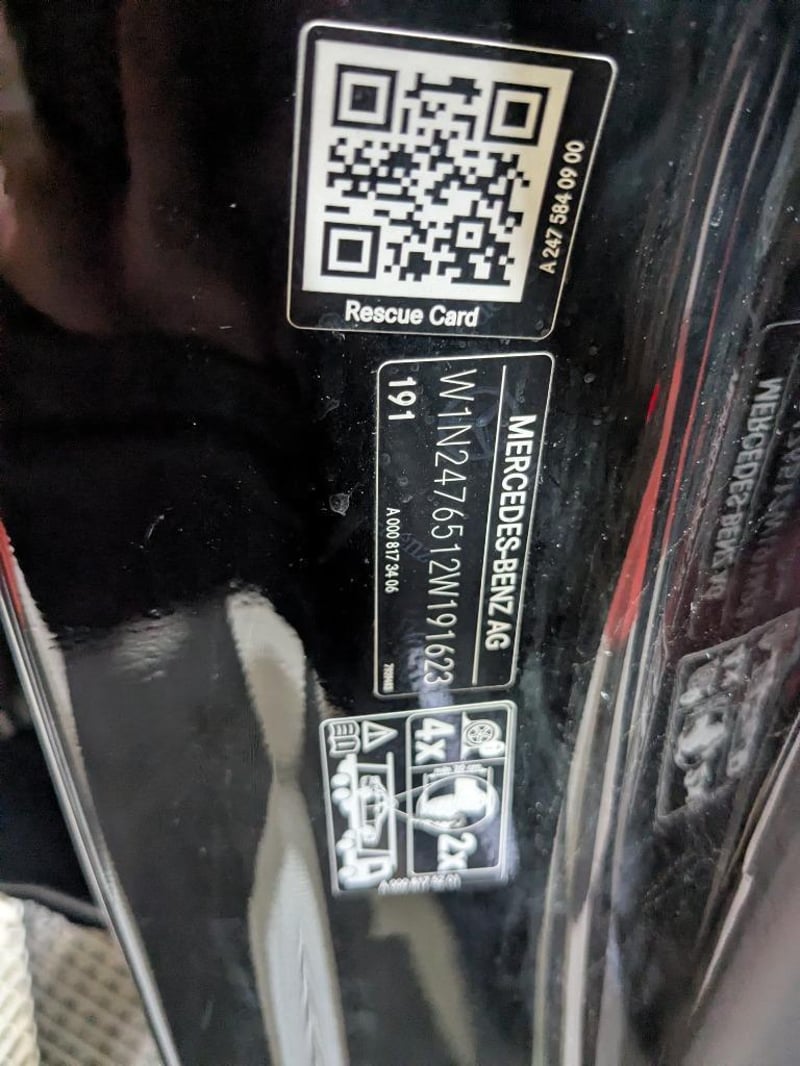 A 247 584 09 00
Rescue Card
MERCEDES-BENZ AG
W1N2476512W191623
191
A 000 817 34 06
4x
2x